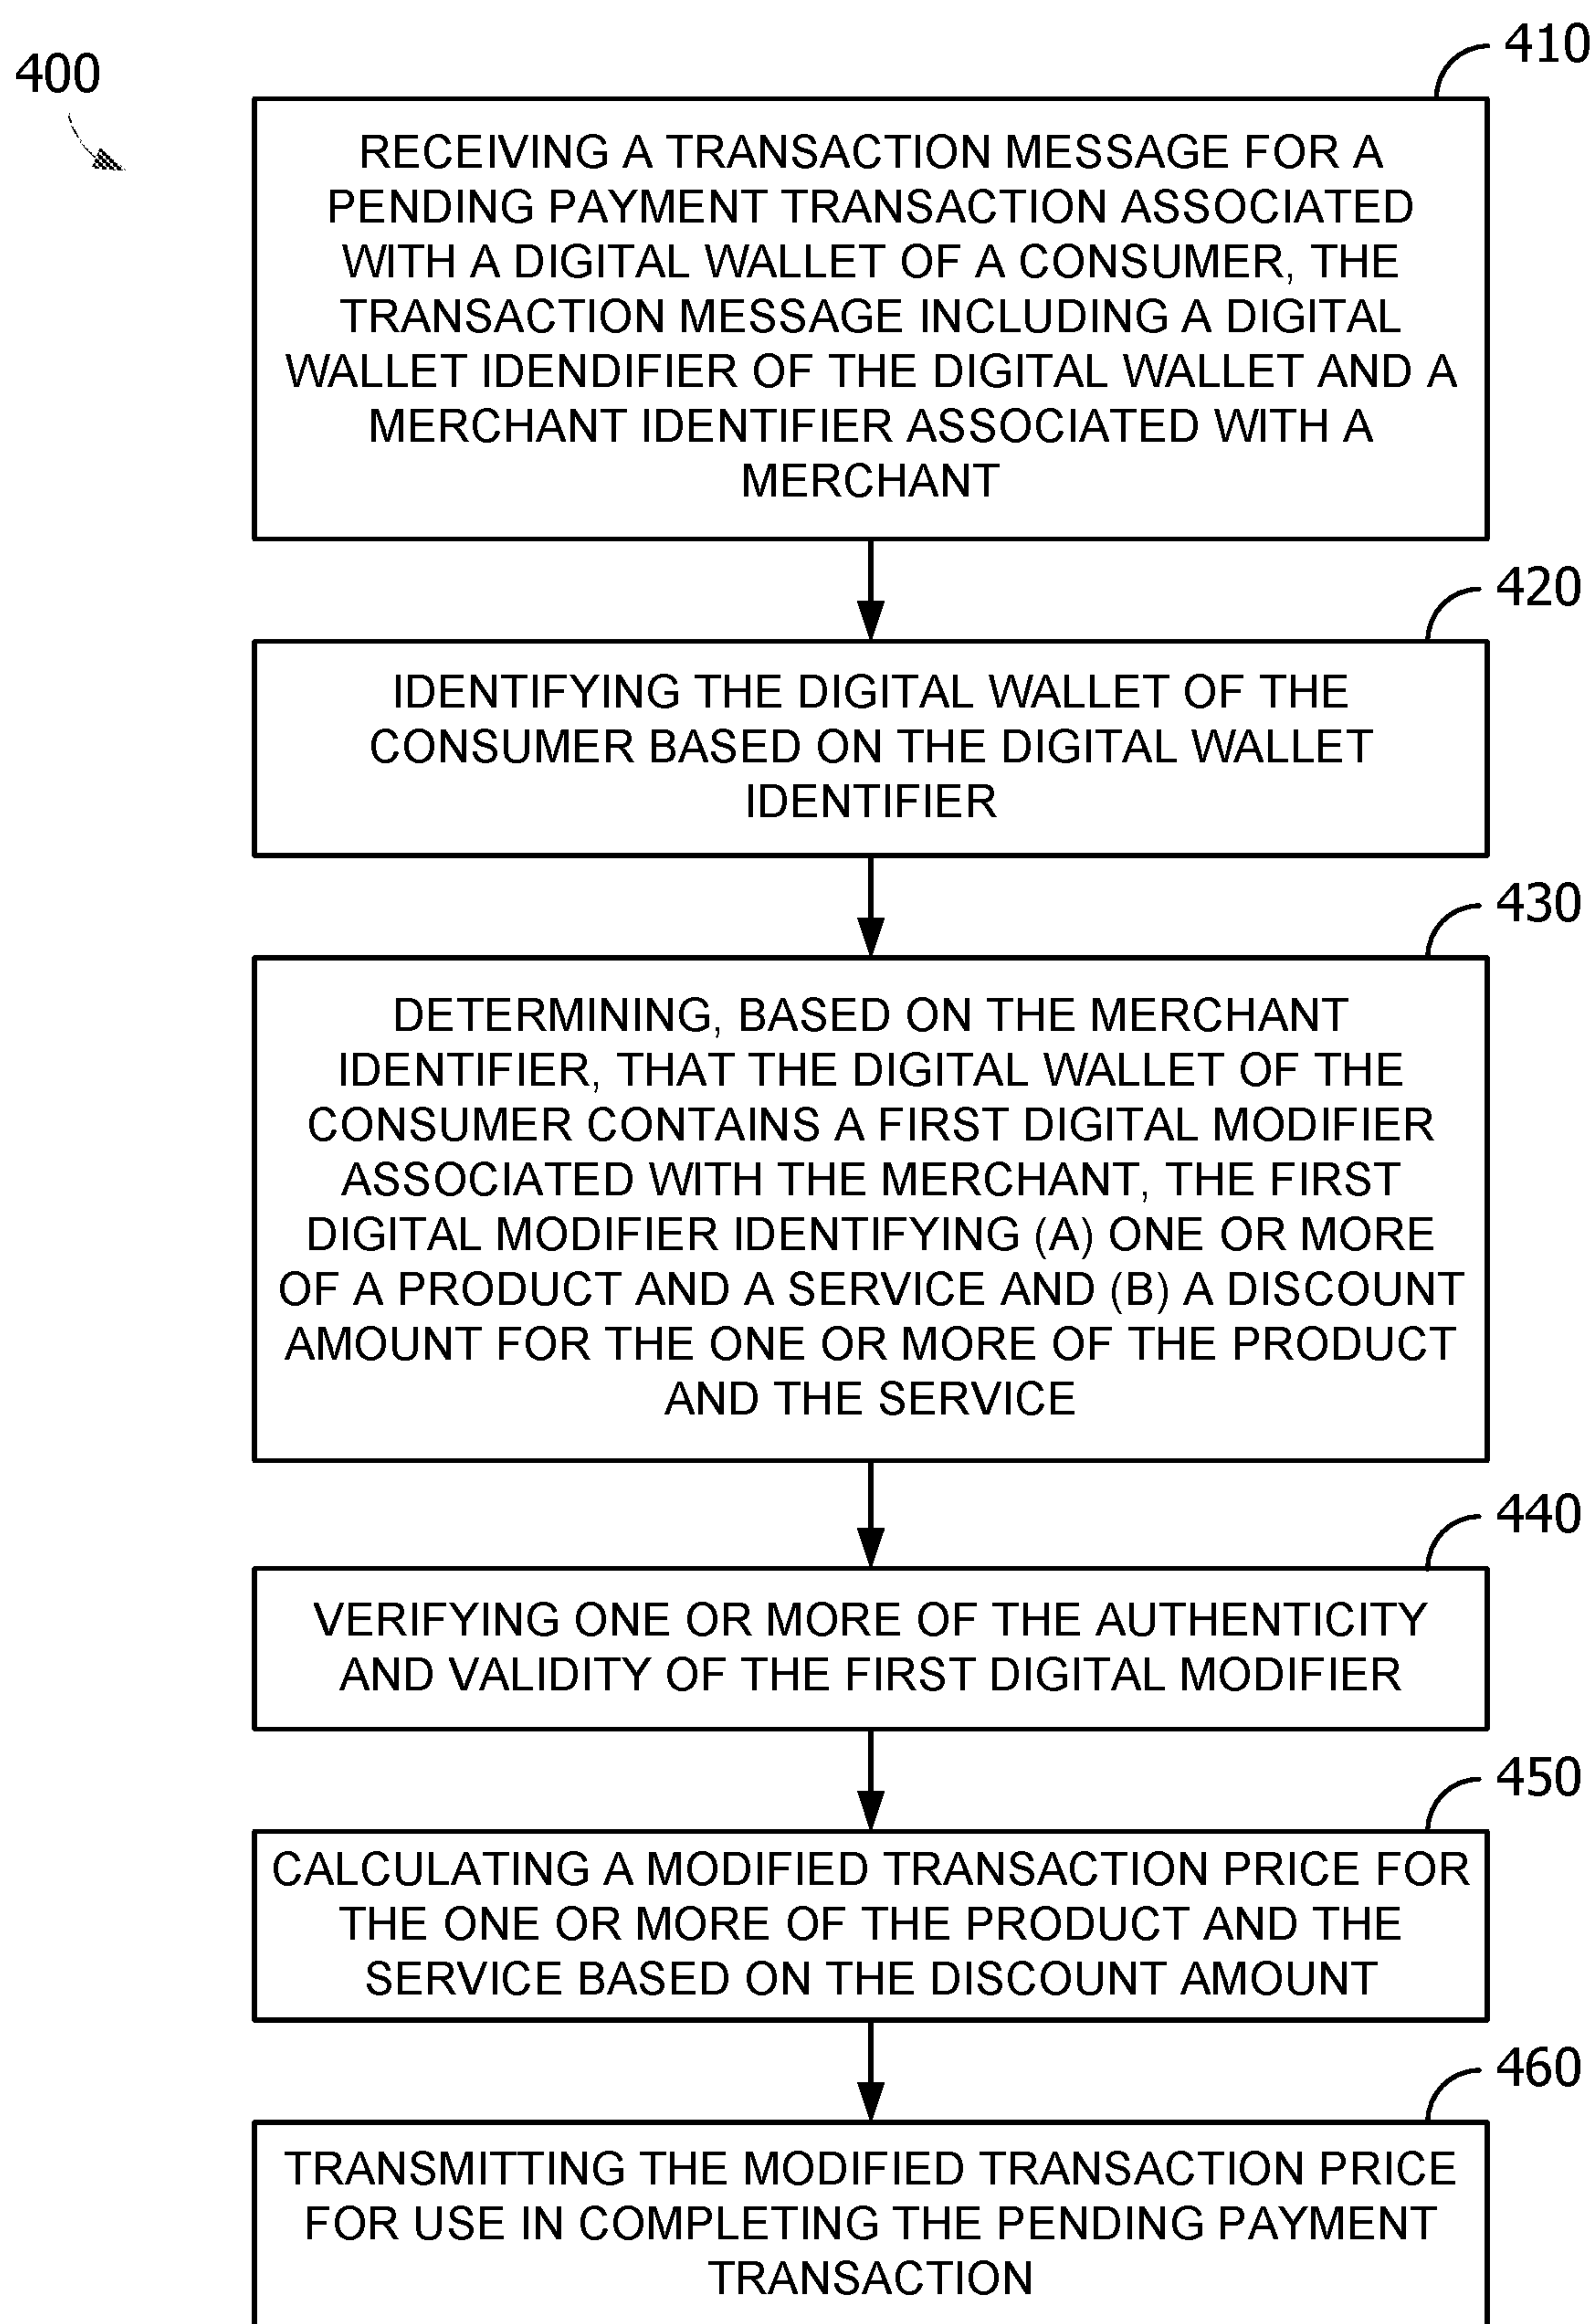 400
410
RECEIVING A TRANSACTION MESSAGE FOR A
PENDING PAYMENT TRANSACTION ASSOCIATED
WITH A DIGITAL WALLET OF A CONSUMER, THE
TRANSACTION MESSAGE INCLUDING A DIGITAL
WALLET IDENDIFIER OF THE DIGITAL WALLET AND A
MERCHANT IDENTIFIER ASSOCIATED WITH A
MERCHANT
420
IDENTIFYING THE DIGITAL WALLET OF THE
CONSUMER BASED ON THE DIGITAL WALLET
IDENTIFIER
430
DETERMINING, BASED ON THE MERCHANT
IDENTIFIER, THAT THE DIGITAL WALLET OF THE
CONSUMER CONTAINS A FIRST DIGITAL MODIFIER
ASSOCIATED WITH THE MERCHANT, THE FIRST
DIGITAL MODIFIER IDENTIFYING (A) ONE OR MORE
OF A PRODUCT AND A SERVICE AND (B) A DISCOUNT
AMOUNT FOR THE ONE OR MORE OF THE PRODUCT
AND THE SERVICE
440
VERIFYING ONE OR MORE OF THE AUTHENTICITY
AND VALIDITY OF THE FIRST DIGITAL MODIFIER
450
CALCULATING A MODIFIED TRANSACTION PRICE FOR
THE ONE OR MORE OF THE PRODUCT AND THE
SERVICE BASED ON THE DISCOUNT AMOUNT
460
TRANSMITTING THE MODIFIED TRANSACTION PRICE
FOR USE IN COMPLETING THE PENDING PAYMENT
TRANSACTION